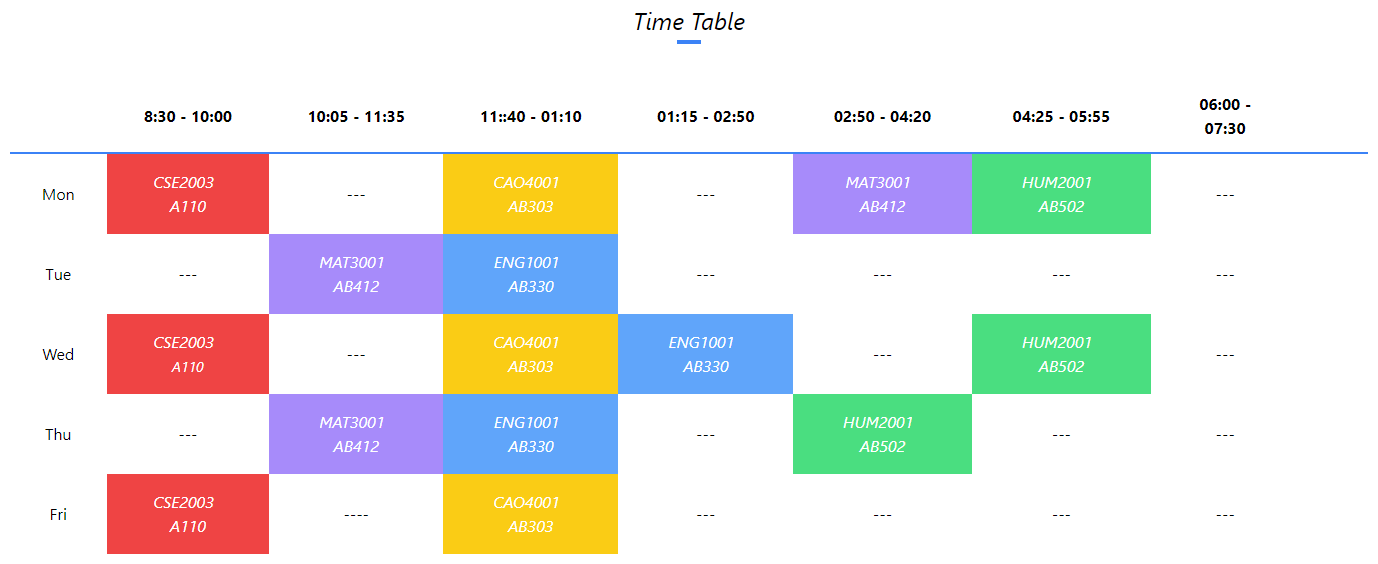 Time Table
8:30 - 10:00 10:05 - 11:35 11::40 - 01:10 01:15 - 02:50 02:50 - 04:20 04:25 - 05:55 06:00 -
07:30
Mon CSE2003 --- CAO4001 --- MAT3001 HUM2001 ---
A110 AB303 AB412 AB502
Tue --- MAT3001 ENG1001 --- --- --- ---
AB412 AB330
Wed CSE2003 --- CAO4001 ENG1001 --- HUM2001 ---
A110 AB303 AB330 AB502
Thu --- MAT3001 ENG1001 --- HUM2001 --- ---
AB412 AB330 AB502
Fri CSE2003 ---- CAO4001 --- --- --- ---
A110 AB303